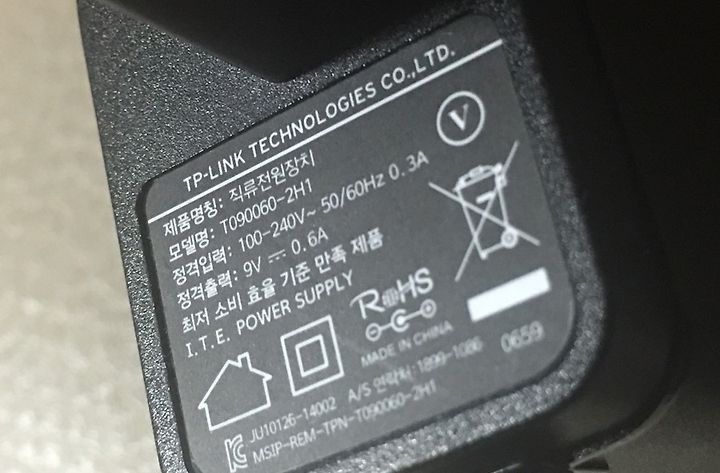 TP-LINK TECHNOLOGIES CO.,LTD.
제품명칭: 직류전원장치
모델명: T090060-2H1
정격입력: 100-240V~ 50/60Hz 0.3A
정격출력: 9V ⎓ 0.6A
최저 소비 효율 기준 만족 제품
I.T.E. POWER SUPPLY
V
RoHS
MADE IN CHINA
0659
JU10126-14002 A/S 연락처: 1899-1086
MSIP-REM-TPN-T090060-2H1